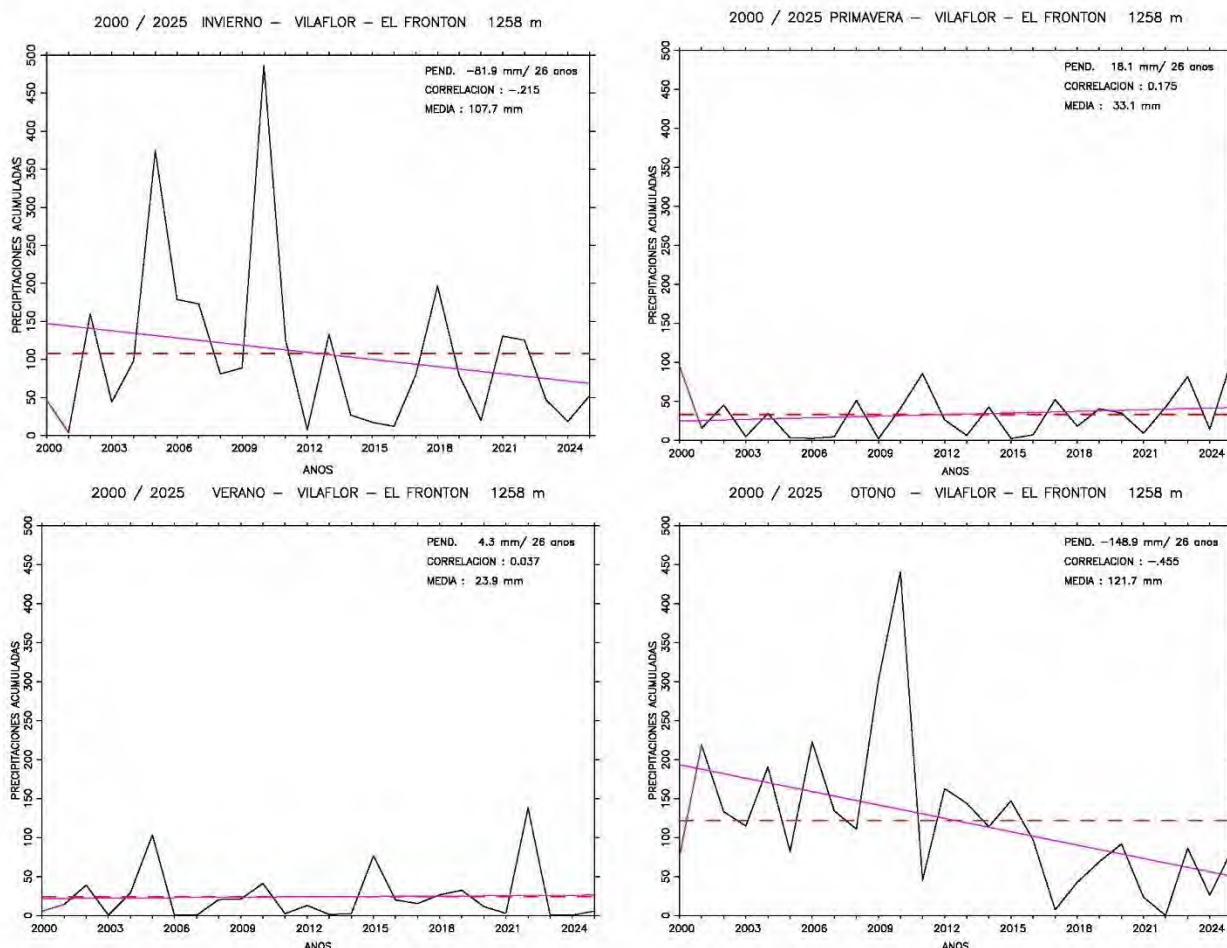 2000 / 2025 INVIERNO – VILAFLOR – EL FRONTON 1258 m
PEND. –81.9 mm/ 26 anos
CORRELACION : –.215
MEDIA : 107.7 mm
PRECIPITACIONES ACUMULADAS
500
450
400
350
300
250
200
150
100
50
0
2000 2003 2006 2009 2012 2015 2018 2021 2024
ANOS
2000 / 2025 PRIMAVERA – VILAFLOR – EL FRONTON 1258 m
PEND. 18.1 mm/ 26 anos
CORRELACION : 0.175
MEDIA : 33.1 mm
PRECIPITACIONES ACUMULADAS
500
450
400
350
300
250
200
150
100
50
0
2000 2003 2006 2009 2012 2015 2018 2021 2024
ANOS
2000 / 2025 VERANO – VILAFLOR – EL FRONTON 1258 m
PEND. 4.3 mm/ 26 anos
CORRELACION : 0.037
MEDIA : 23.9 mm
PRECIPITACIONES ACUMULADAS
500
450
400
350
300
250
200
150
100
50
0
2000 2003 2006 2009 2012 2015 2018 2021 2024
ANOS
2000 / 2025 OTONO – VILAFLOR – EL FRONTON 1258 m
PEND. –148.9 mm/ 26 anos
CORRELACION : –.455
MEDIA : 121.7 mm
PRECIPITACIONES ACUMULADAS
500
450
400
350
300
250
200
150
100
50
0
2000 2003 2006 2009 2012 2015 2018 2021 2024
ANOS